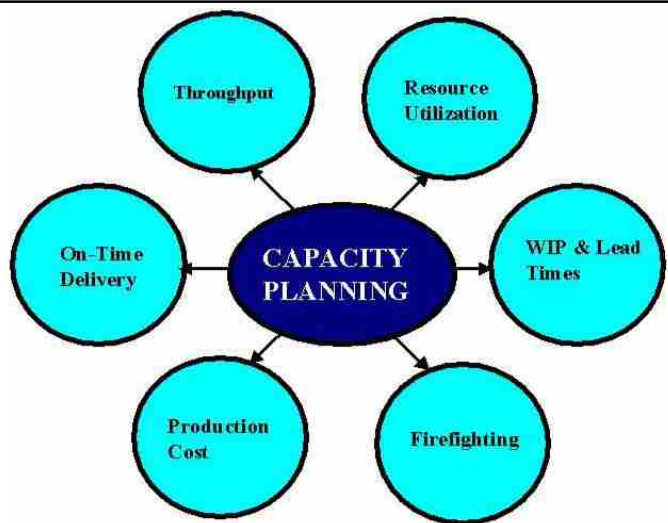 Throughput
Resource
Utilization
On-Time
Delivery
CAPACITY
PLANNING
WIP & Lead
Times
Production
Cost
Firefighting